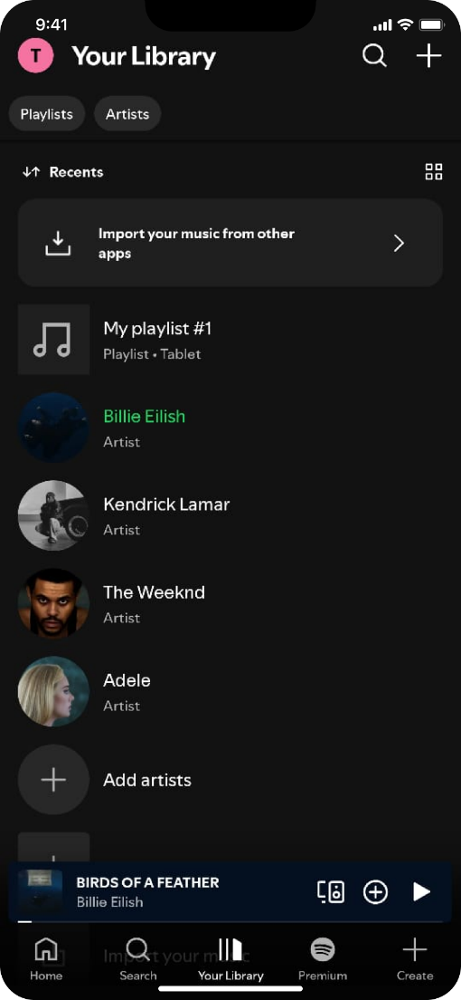 9:41
T
Your Library
Playlists
Artists
Recents
Import your music from other
apps
My playlist #1
Playlist • Tablet
Billie Eilish
Artist
Kendrick Lamar
Artist
The Weeknd
Artist
Adele
Artist
Add artists
BIRDS OF A FEATHER
Billie Eilish
Import your music
Home
Search
Your Library
Premium
Create